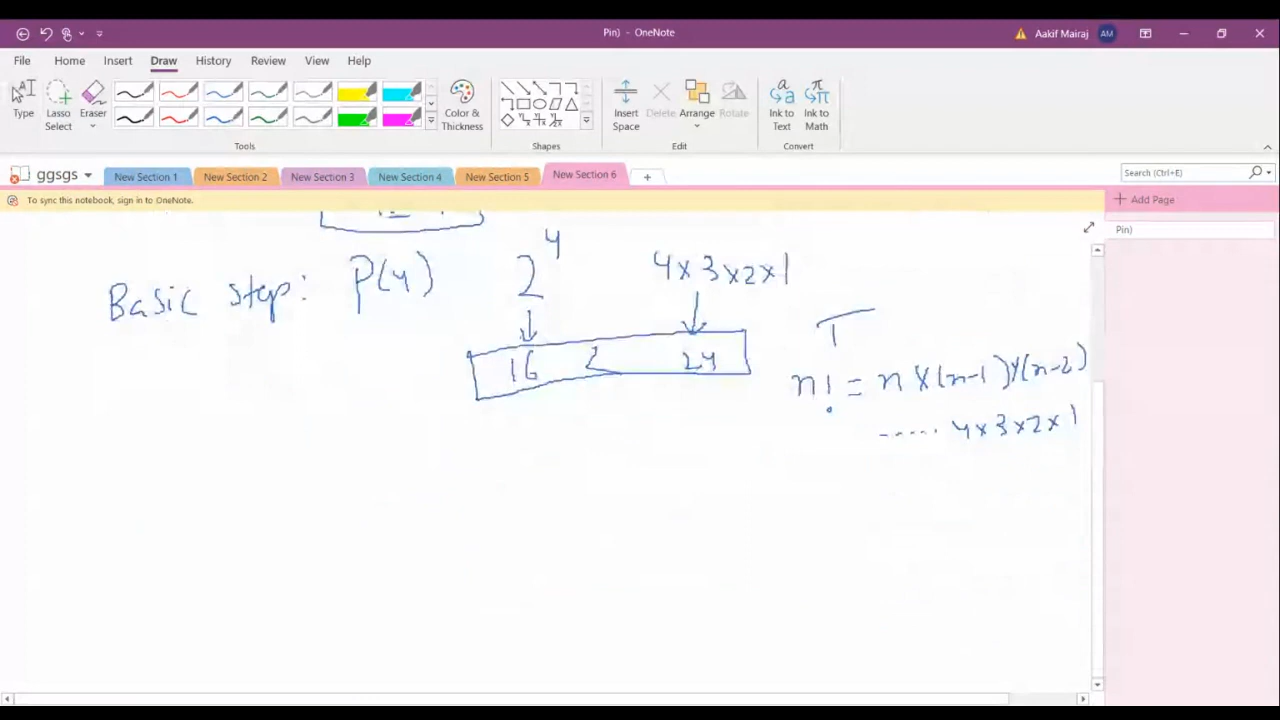 Pin) - OneNote
Aakif Mairaj AM
File Home Insert Draw History Review View Help
Type
Lasso Select
Eraser
Color & Thickness
Insert Space
Delete
Arrange
Rotate
Ink to Text
Ink to Math
Tools
Shapes
Edit
Convert
ggsgs
New Section 1
New Section 2
New Section 3
New Section 4
New Section 5
New Section 6
Search (Ctrl+E)
To sync this notebook, sign in to OneNote.
Add Page
Pin)
Basic step: P(4) 2^4 4x3x2x1
16 < 24
T
n! = n x(n-1)x(n-2)
..... 4x3x2x1